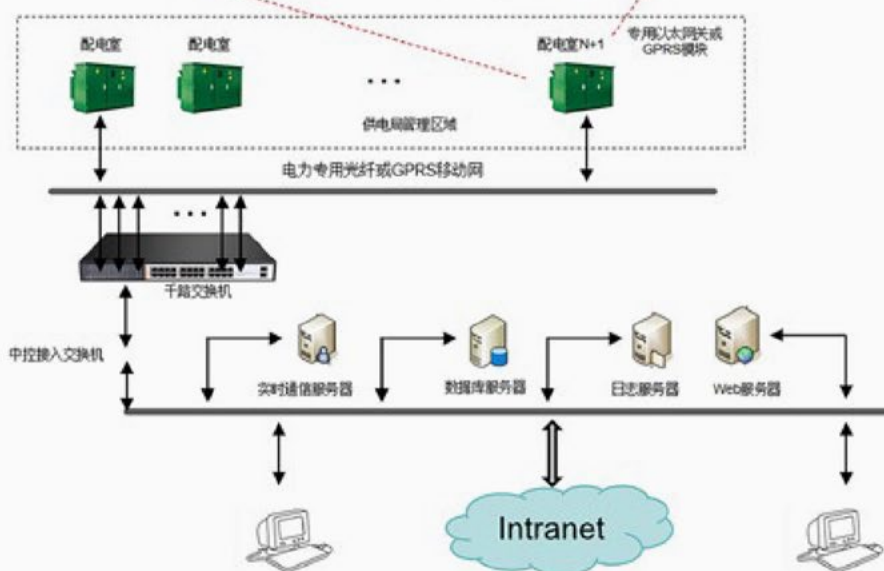 配电室
配电室
配电室N+1
专用以太网关或
GPRS模块
供电局管理区域
电力专用光纤或GPRS移动网
千路交换机
中控接入交换机
实时通信服务器
数据库服务器
日志服务器
Web服务器
Intranet